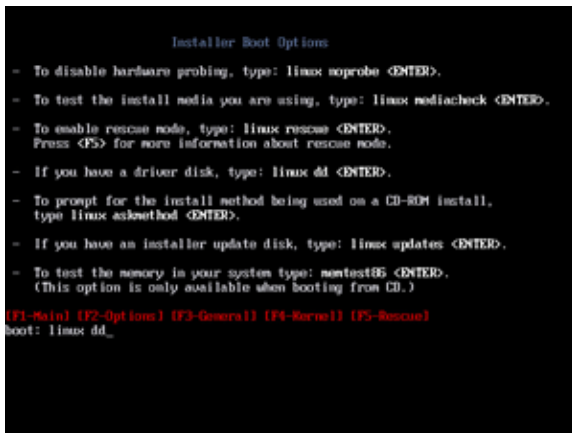 Installer Boot Options
- To disable hardware probing, type: linux noprobe <ENTER>.
- To test the install media you are using, type: linux mediacheck <ENTER>.
- To enable rescue mode, type: linux rescue <ENTER>.
Press <F5> for more information about rescue mode.
- If you have a driver disk, type: linux dd <ENTER>.
- To prompt for the install method being used on a CD-ROM install,
type linux askmethod <ENTER>.
- If you have an installer update disk, type: linux updates <ENTER>.
- To test the memory in your system type: memtest86 <ENTER>.
(This option is only available when booting from CD.)
[F1-Main] [F2-Options] [F3-General] [F4-Kernel] [F5-Rescue]
boot: linux dd_